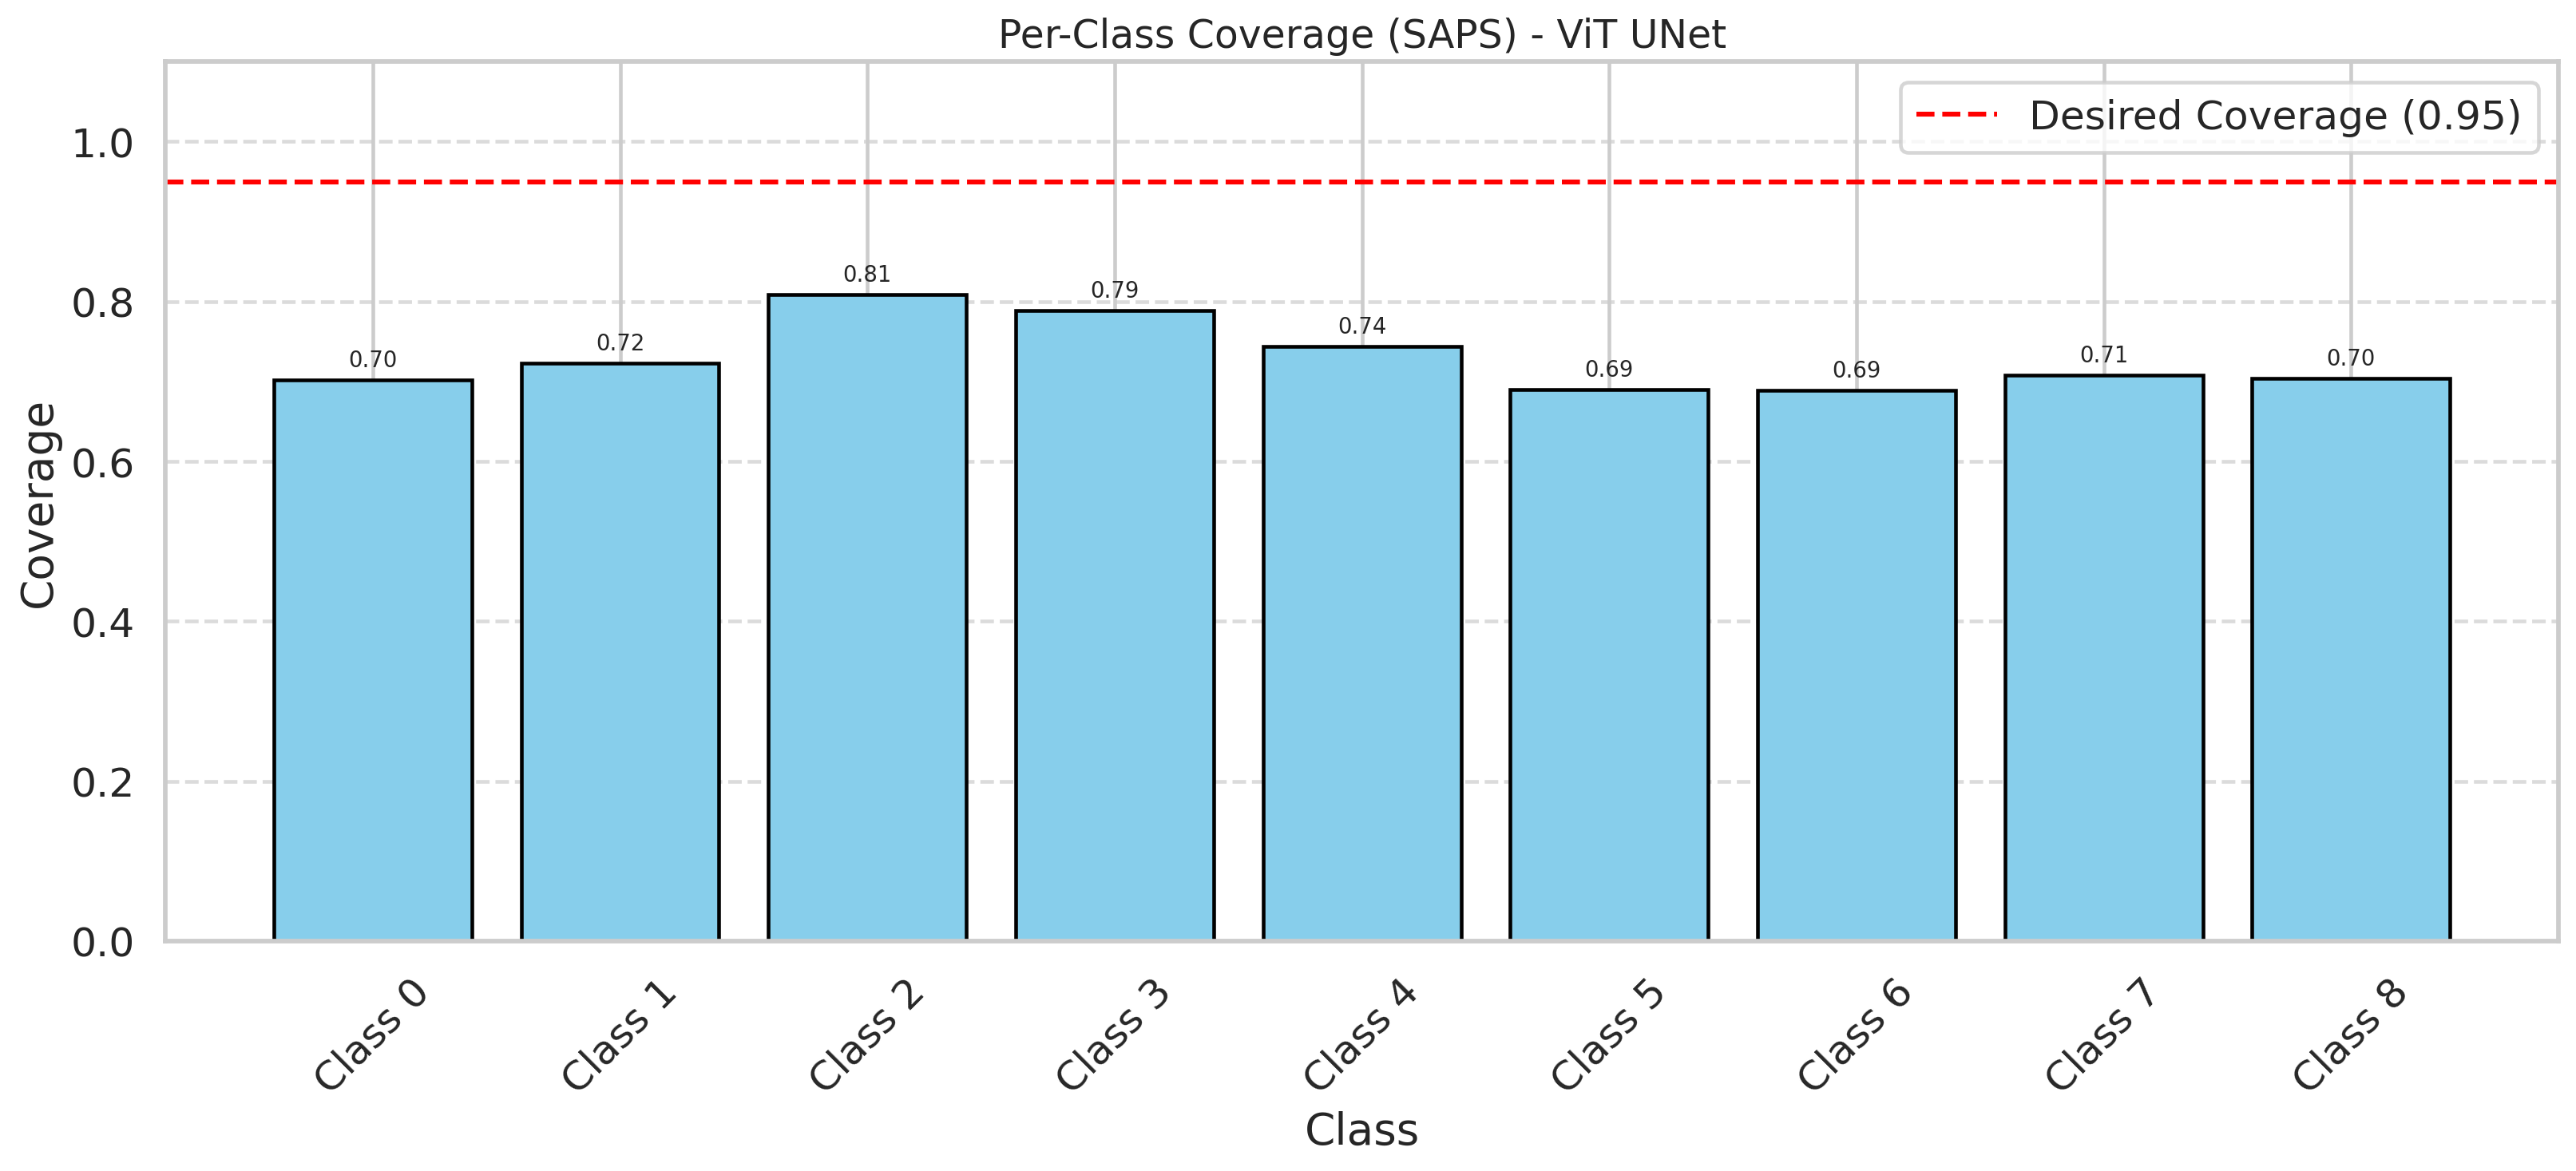 Per-Class Coverage (SAPS) - ViT UNet
Desired Coverage (0.95)
Coverage
1.0
0.8
0.6
0.4
0.2
0.0
0.70
0.72
0.81
0.79
0.74
0.69
0.69
0.71
0.70
Class 0
Class 1
Class 2
Class 3
Class 4
Class 5
Class 6
Class 7
Class 8
Class